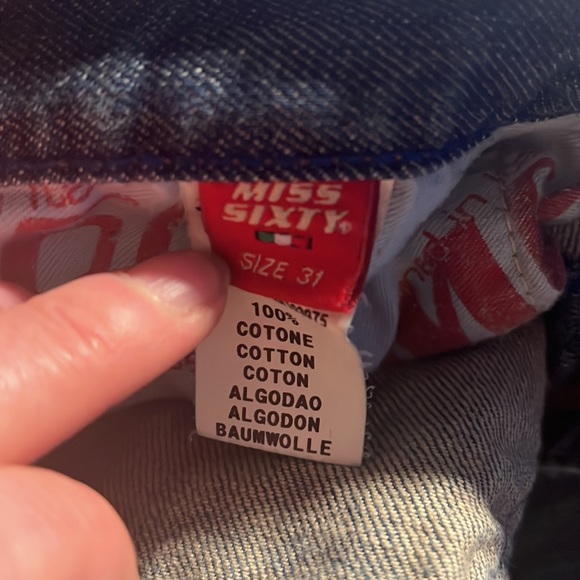 MISS
SIXTY
SIZE 31
100%
COTONE
COTTON
COTON
ALGODAO
ALGODON
BAUMWOLLE